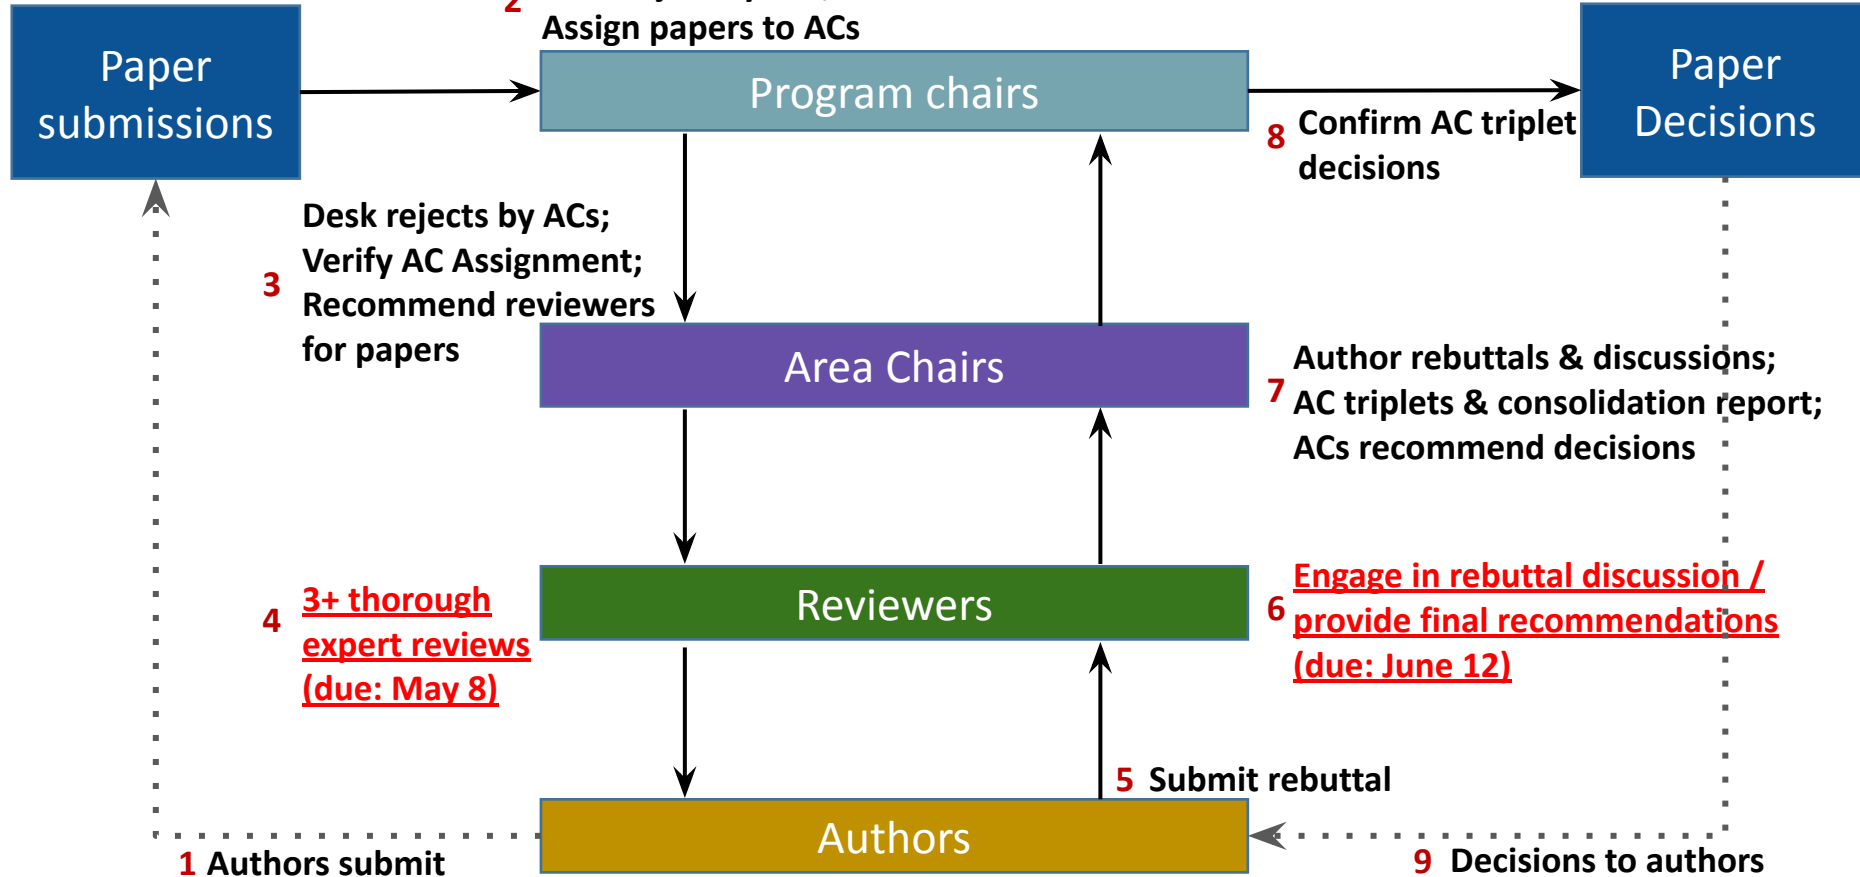 2
Assign papers to ACs
Paper
submissions
Program chairs
Paper
Decisions
8 Confirm AC triplet
decisions
3
Desk rejects by ACs;
Verify AC Assignment;
Recommend reviewers
for papers
Area Chairs
7
Author rebuttals & discussions;
AC triplets & consolidation report;
ACs recommend decisions
4
3+ thorough
expert reviews
(due: May 8)
Reviewers
6
Engage in rebuttal discussion /
provide final recommendations
(due: June 12)
5 Submit rebuttal
Authors
1 Authors submit
9 Decisions to authors